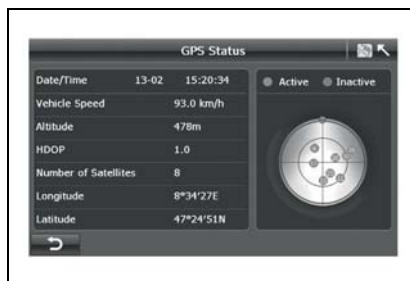 GPS Status
Date/Time 13-02 15:20:34
Active Inactive
Vehicle Speed 93.0 km/h
Altitude 478m
HDOP 1.0
Number of Satellites 8
Longitude 8°34'27E
Latitude 47°24'51N